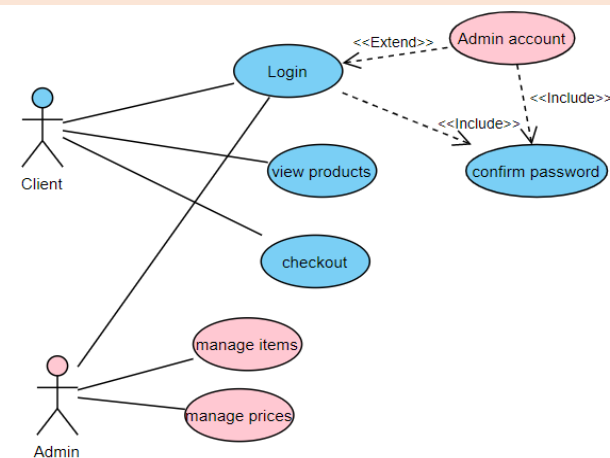 <<Extend>>
Admin account
Login
<<Include>>
<<Include>>
Client
view products
confirm password
checkout
manage items
manage prices
Admin